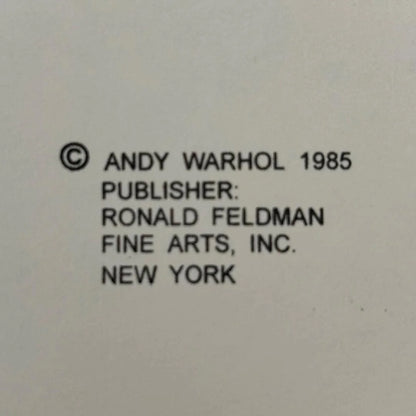 © ANDY WARHOL 1985
PUBLISHER:
RONALD FELDMAN
FINE ARTS, INC.
NEW YORK